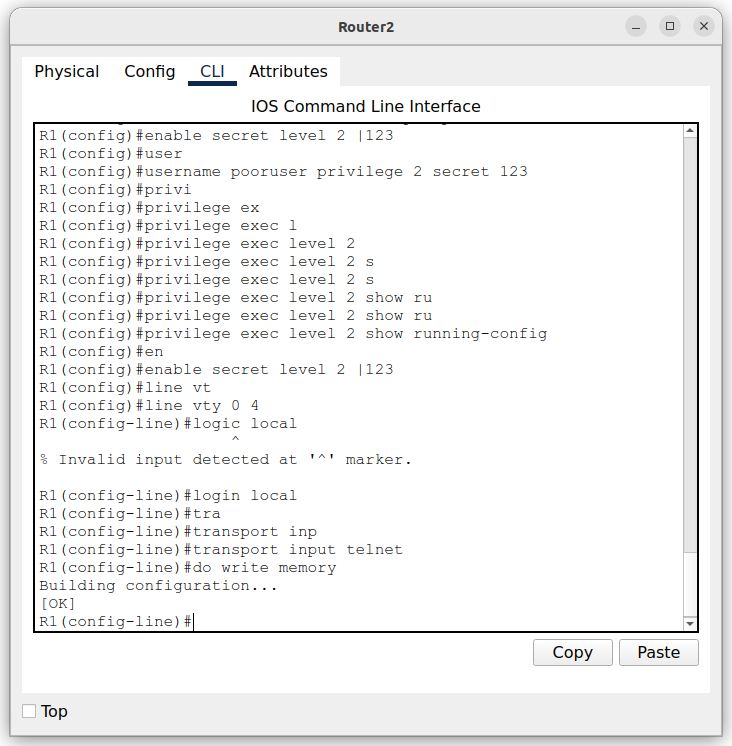 Router2
Physical Config CLI Attributes
IOS Command Line Interface
R1(config)#enable secret level 2 |123
R1(config)#user
R1(config)#username pooruser privilege 2 secret 123
R1(config)#privi
R1(config)#privilege ex
R1(config)#privilege exec l
R1(config)#privilege exec level 2
R1(config)#privilege exec level 2 s
R1(config)#privilege exec level 2 s
R1(config)#privilege exec level 2 show ru
R1(config)#privilege exec level 2 show ru
R1(config)#privilege exec level 2 show running-config
R1(config)#en
R1(config)#enable secret level 2 |123
R1(config)#line vt
R1(config)#line vty 0 4
R1(config-line)#logic local
^
% Invalid input detected at '^' marker.
R1(config-line)#login local
R1(config-line)#tra
R1(config-line)#transport inp
R1(config-line)#transport input telnet
R1(config-line)#do write memory
Building configuration...
[OK]
R1(config-line)#
Copy Paste
Top